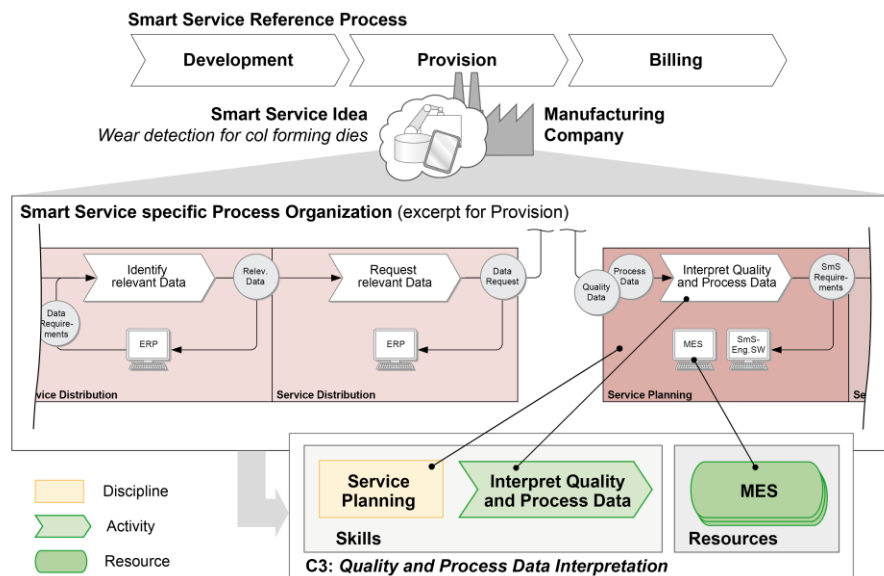 Smart Service Reference Process
Development
Provision
Billing
Smart Service Idea
Wear detection for col forming dies
Manufacturing
Company
Smart Service specific Process Organization (excerpt for Provision)
Identify
relevant Data
Relev.
Data
Request
relevant Data
Data
Request
Quality
Data
Process
Data
Interpret Quality
and Process Data
SmS
Require-
ments
Data
Require-
ments
ERP
ERP
MES
SmS-
Eng.SW
vice Distribution
Service Distribution
Service Planning
Se
Discipline
Activity
Resource
Service
Planning
Interpret Quality
and Process Data
MES
Skills
Resources
C3: Quality and Process Data Interpretation